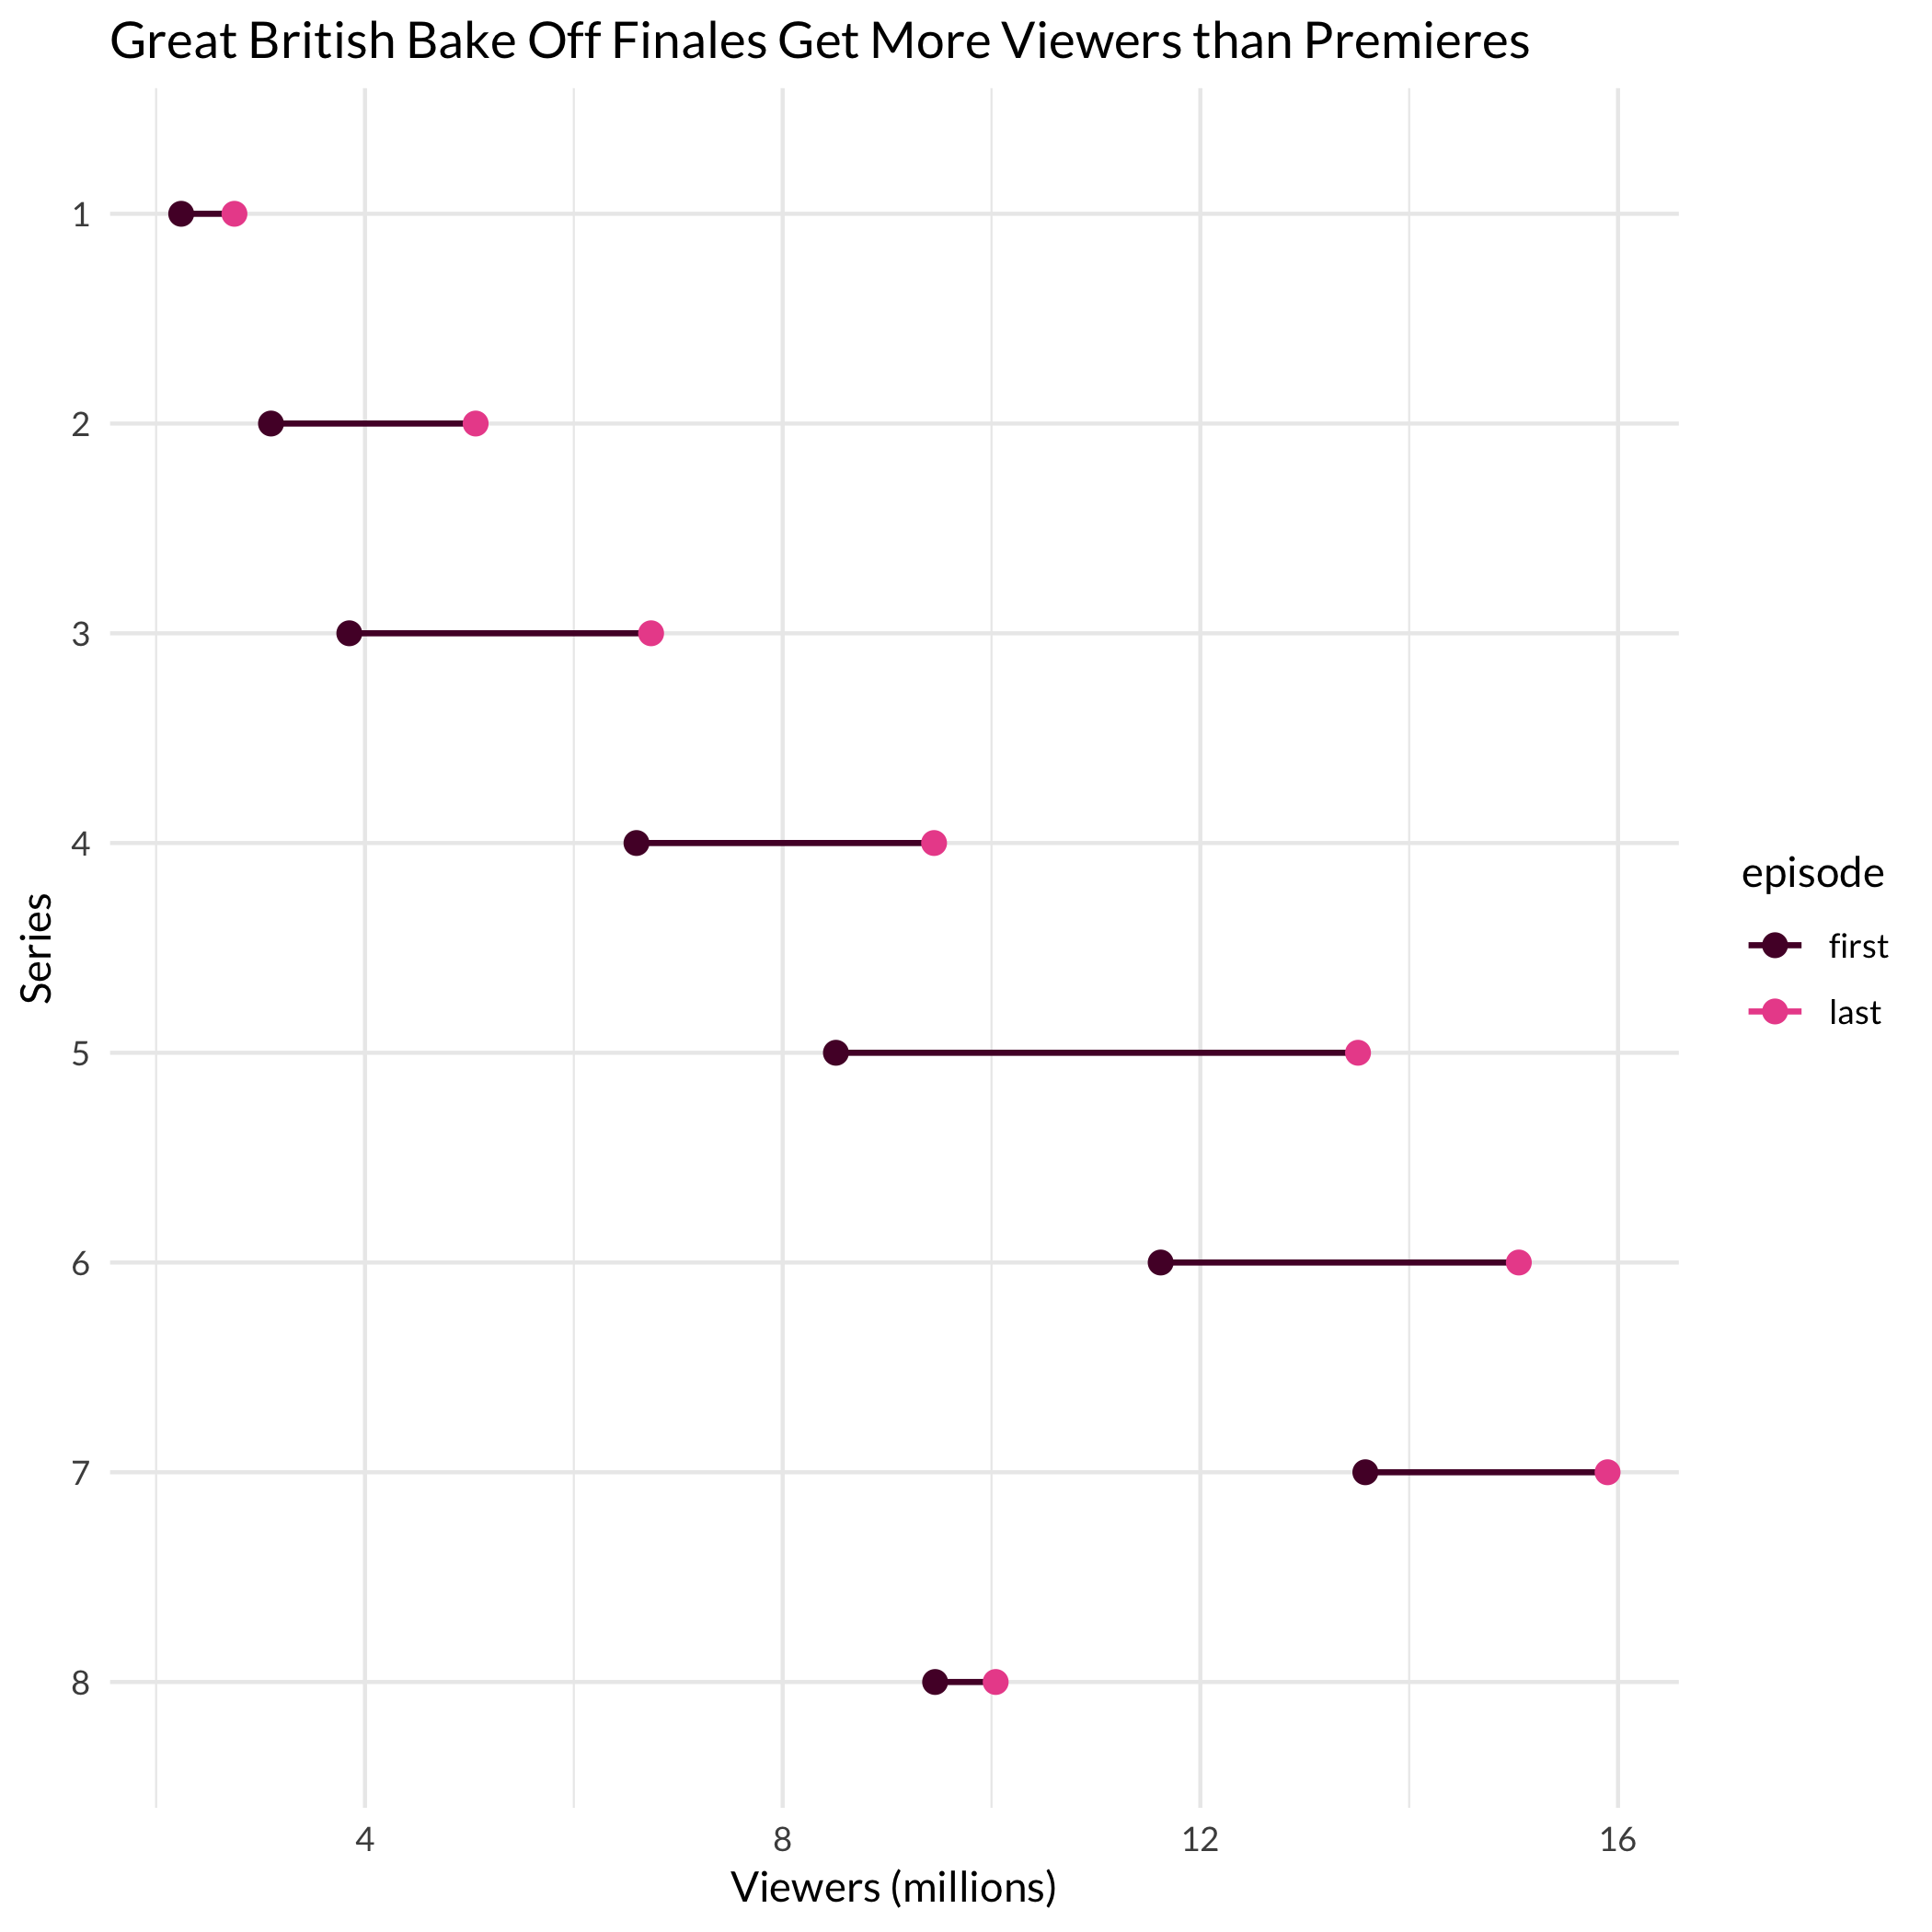 Great British Bake Off Finales Get More Viewers than Premieres
1
2
3
4
5
6
7
8
Series
4 8 12 16
Viewers (millions)
episode
first
last